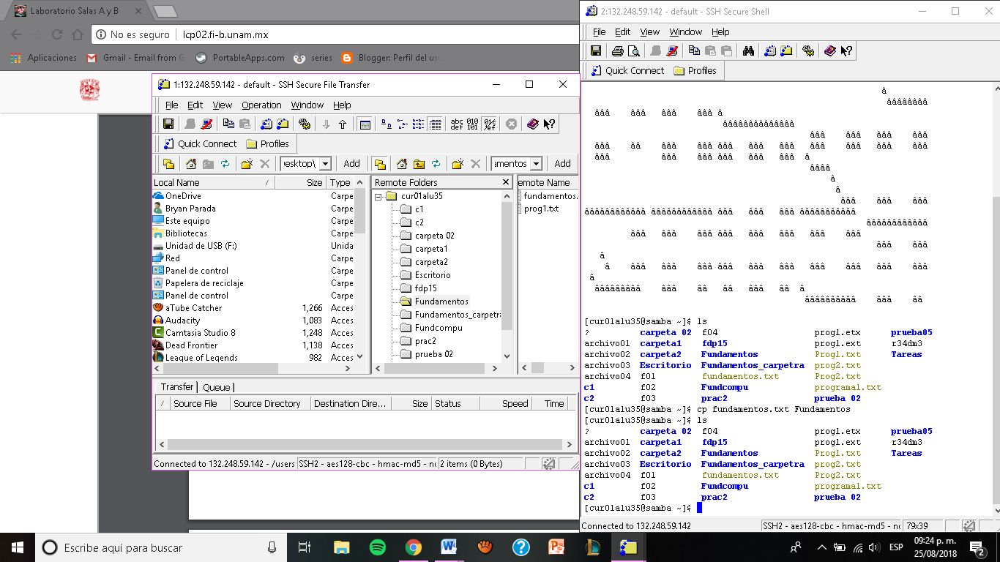 Laboratorio Salas A y B
No es seguro | lcp02.fi-b.unam.mx
Aplicaciones Gmail - Email from G PortableApps.com series Blogger: Perfil del usu
1:132.248.59.142 - default - SSH Secure File Transfer
File Edit View Operation Window Help
abc def 010 101
Quick Connect Profiles
esktop\ Add mentos Add
Local Name / Size Type
OneDrive Carpe
Bryan Parada Carpe
Este equipo Carpe
Bibliotecas Carpe
Unidad de USB (F:) Unida
Red Carpe
Panel de control Carpe
Papelera de reciclaje Carpe
Panel de control Carpe
aTube Catcher 1,266 Acces
Audacity 1,083 Acces
Camtasia Studio 8 1,248 Acces
Dead Frontier 1,138 Acces
League of Legends 982 Acces
Remote Folders
cur01alu35
c1
c2
carpeta 02
carpeta1
carpeta2
Escritorio
fdp15
Fundamentos
Fundamentos_carpetra
Fundcompu
prac2
prueba 02
emote Name
fundamentos.
prog1.txt
Transfer Queue
/ Source File Source Directory Destination Dire... Size Status Speed Time
Connected to 132.248.59.142 - /users SSH2 - aes128-cbc - hmac-md5 - nc 2 items (0 Bytes)
2:132.248.59.142 - default - SSH Secure Shell
File Edit View Window Help
Quick Connect Profiles
â
ââââââââ
âââ âââ âââ âââ â
ââââââââââââââ
âââ âââ âââ âââ
âââ ââ âââ âââ âââ âââ âââ âââ âââ âââ âââ
âââ âââ âââ âââ âââ âââ â
ââââ
â
â
âââ âââ âââ
ââââââââââââ ââââââââââââ âââ âââ âââ âââââââââââ
ââââââââââââ
âââ âââ âââ âââ âââ âââ âââ âââ
âââ âââ
â
â âââ âââ âââ âââ âââ âââ âââ âââ âââ âââ
â
âââââââââ âââ ââ ââ âââ ââ â
ââââââââââ âââ ââ
[cur01alu35@samba ~]$ ls
? carpeta 02 f04 prog1.etx prueba05
archivo01 carpeta1 fdp15 prog1.ext r34dm3
archivo02 carpeta2 Fundamentos Prog1.txt Tareas
archivo03 Escritorio Fundamentos_carpetra Prog2.txt
archivo04 f01 fundamentos.txt Prog2.txt
c1 f02 Fundcompu programa1.txt
c2 f03 prac2 prueba 02
[cur01alu35@samba ~]$ cp fundamentos.txt Fundamentos
[cur01alu35@samba ~]$ ls
? carpeta 02 f04 prog1.etx prueba05
archivo01 carpeta1 fdp15 prog1.ext r34dm3
archivo02 carpeta2 Fundamentos Prog1.txt Tareas
archivo03 Escritorio Fundamentos_carpetra Prog2.txt
archivo04 f01 fundamentos.txt Prog2.txt
c1 f02 Fundcompu programa1.txt
c2 f03 prac2 prueba 02
[cur01alu35@samba ~]$
Connected to 132.248.59.142 SSH2 - aes128-cbc - hmac-md5 - nc 79x39
Escribe aquí para buscar
ESP 09:24 p. m.
25/08/2018
2